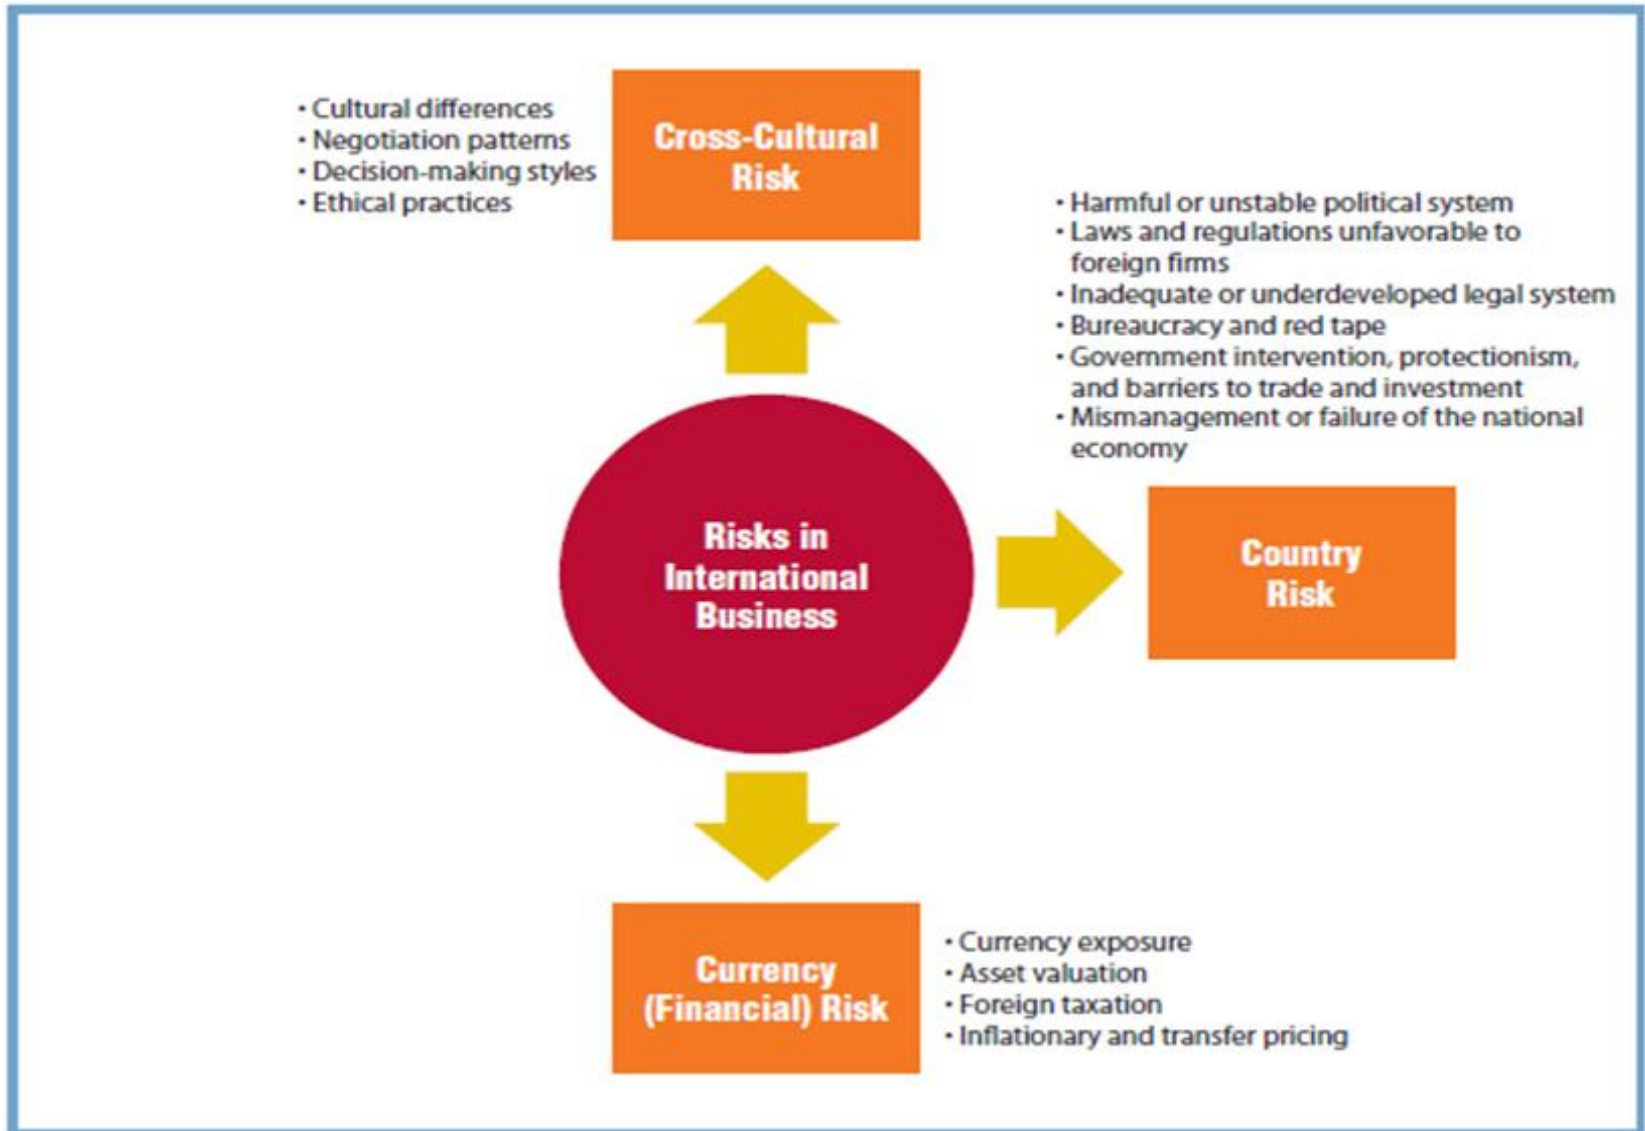 • Cultural differences
• Negotiation patterns
• Decision-making styles
• Ethical practices
Cross-Cultural
Risk
• Harmful or unstable political system
• Laws and regulations unfavorable to
foreign firms
• Inadequate or underdeveloped legal system
• Bureaucracy and red tape
• Government intervention, protectionism,
and barriers to trade and investment
• Mismanagement or failure of the national
economy
Risks in
International
Business
Country
Risk
Currency
(Financial) Risk
• Currency exposure
• Asset valuation
• Foreign taxation
• Inflationary and transfer pricing